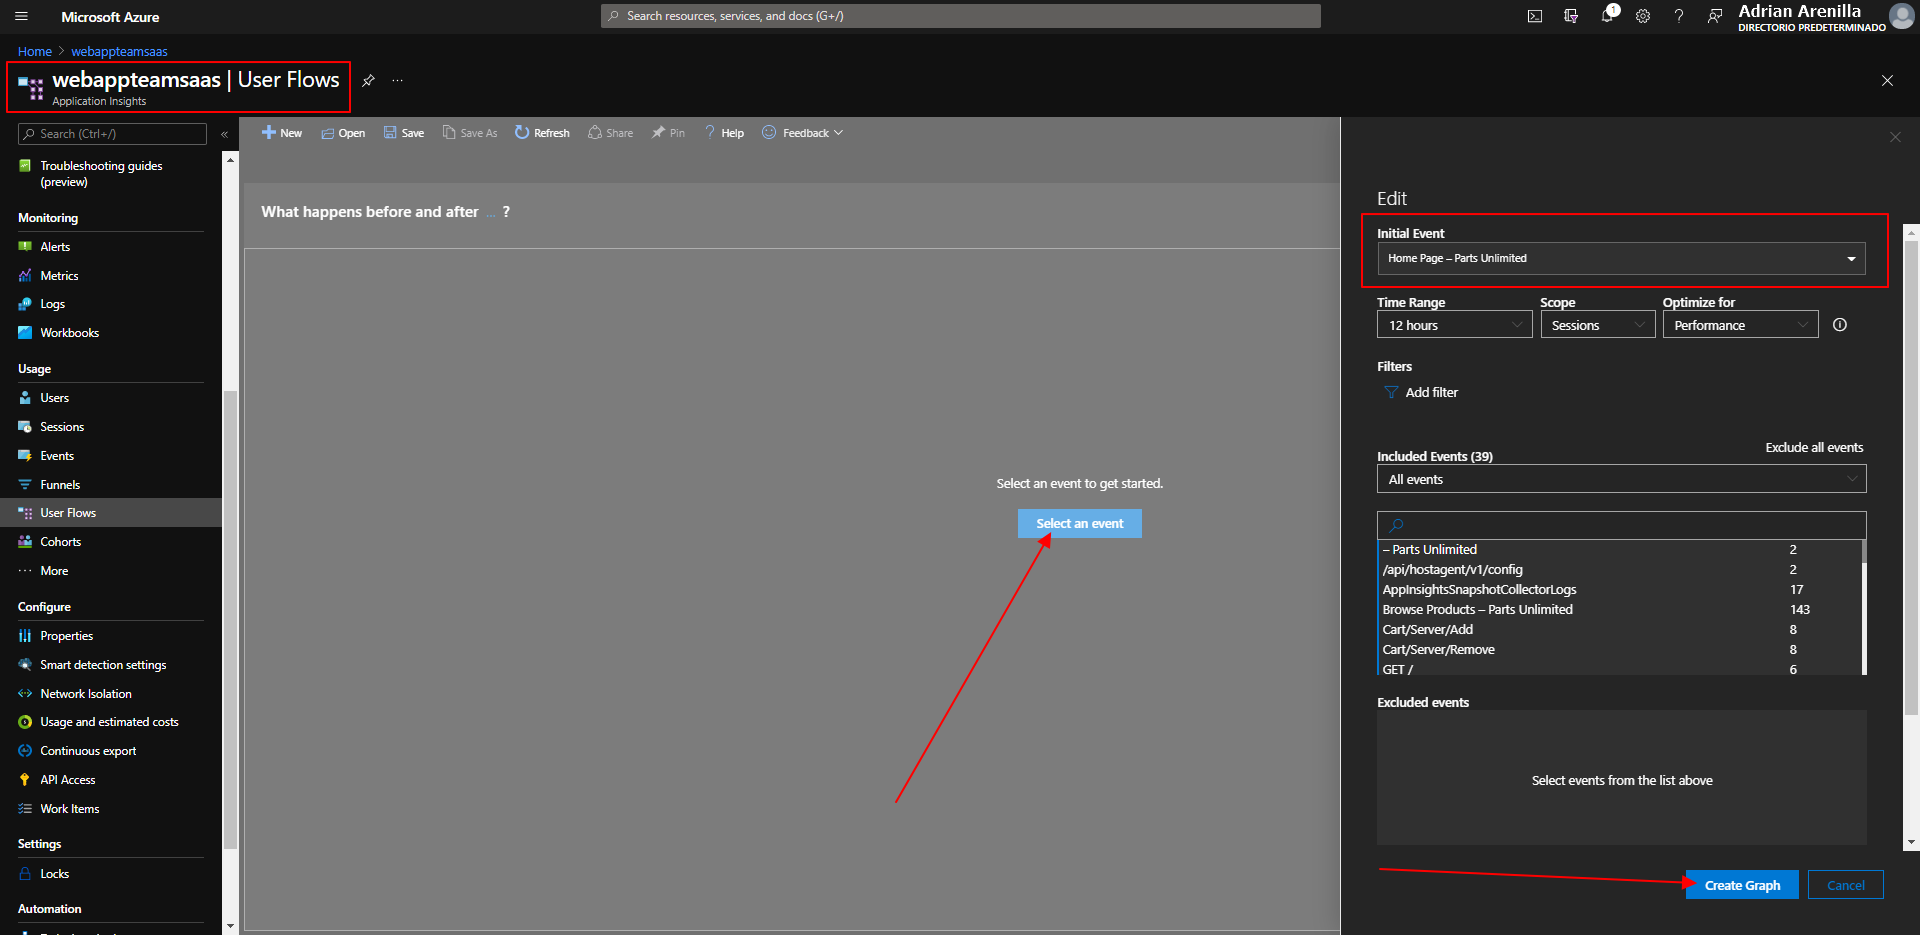 Microsoft Azure
Search resources, services, and docs (G+/)
1
Adrian Arenilla
DIRECTORIO PREDETERMINADO
Home > webappteamsaas
webappteamsaas | User Flows
Application Insights
Search (Ctrl+/)
«
New
Open
Save
Save As
Refresh
Share
Pin
Help
Feedback
Troubleshooting guides
(preview)
Monitoring
Alerts
Metrics
Logs
Workbooks
Usage
Users
Sessions
Events
Funnels
User Flows
Cohorts
More
Configure
Properties
Smart detection settings
Network Isolation
Usage and estimated costs
Continuous export
API Access
Work Items
Settings
Locks
Automation
What happens before and after ... ?
Select an event to get started.
Select an event
Edit
Initial Event
Home Page – Parts Unlimited
Time Range Scope Optimize for
12 hours Sessions Performance
Filters
Add filter
Exclude all events
Included Events (39)
All events
– Parts Unlimited 2
/api/hostagent/v1/config 2
AppInsightsSnapshotCollectorLogs 17
Browse Products – Parts Unlimited 143
Cart/Server/Add 8
Cart/Server/Remove 8
GET / 6
Excluded events
Select events from the list above
Create Graph
Cancel